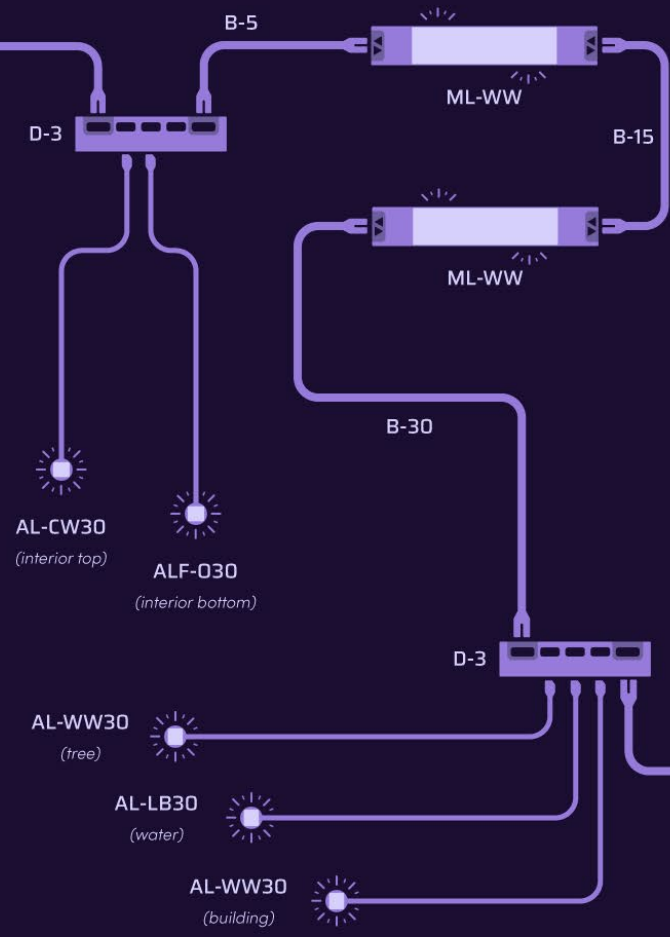 B-5
ML-WW
D-3
B-15
ML-WW
B-30
AL-CW30
(interior top)
ALF-O30
(interior bottom)
D-3
AL-WW30
(tree)
AL-LB30
(water)
AL-WW30
(building)